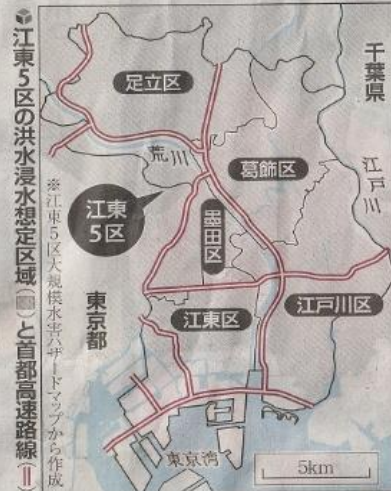 江東5区の洪水浸水想定区域(▩)と首都高速路線(||)
※江東5区大規模水害ハザードマップから作成
千葉県
足立区
荒川
葛飾区
江戸川
江東
5区
墨田区
東京都
江東区
江戸川区
東京湾
5km